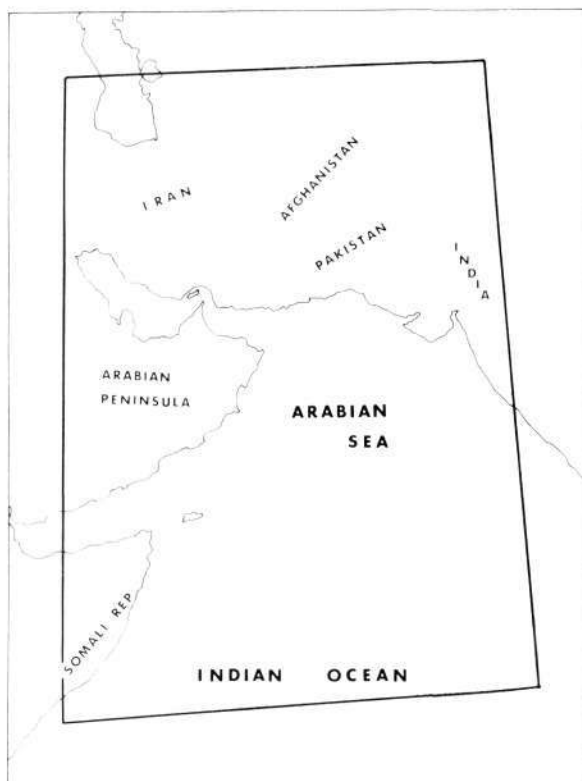 IRAN
AFGHANISTAN
PAKISTAN
INDIA
ARABIAN
PENINSULA
ARABIAN
SEA
SOMALI REP
INDIAN OCEAN